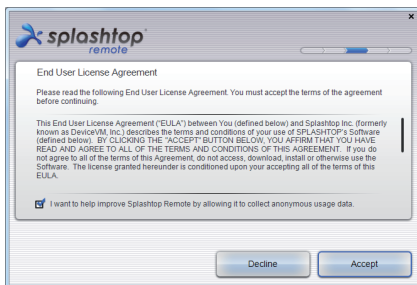 splashtop
remote
End User License Agreement
Please read the following End User License Agreement. You must accept the terms of the agreement
before continuing.
This End User License Agreement ("EULA") between You (defined below) and Splashtop Inc. (formerly
known as DeviceVM, Inc.) describes the terms and conditions of your use of SPLASHTOP's Software
(defined below). BY CLICKING THE "ACCEPT" BUTTON BELOW, YOU AFFIRM THAT YOU HAVE
READ AND AGREE TO ALL OF THE TERMS AND CONDITIONS OF THIS AGREEMENT. If you do
not agree to all of the terms of this Agreement, do not access, download, install or otherwise use the
Software. The license granted hereunder is conditioned upon your accepting all of the terms of this
EULA.
I want to help improve Splashtop Remote by allowing it to collect anonymous usage data.
Decline Accept